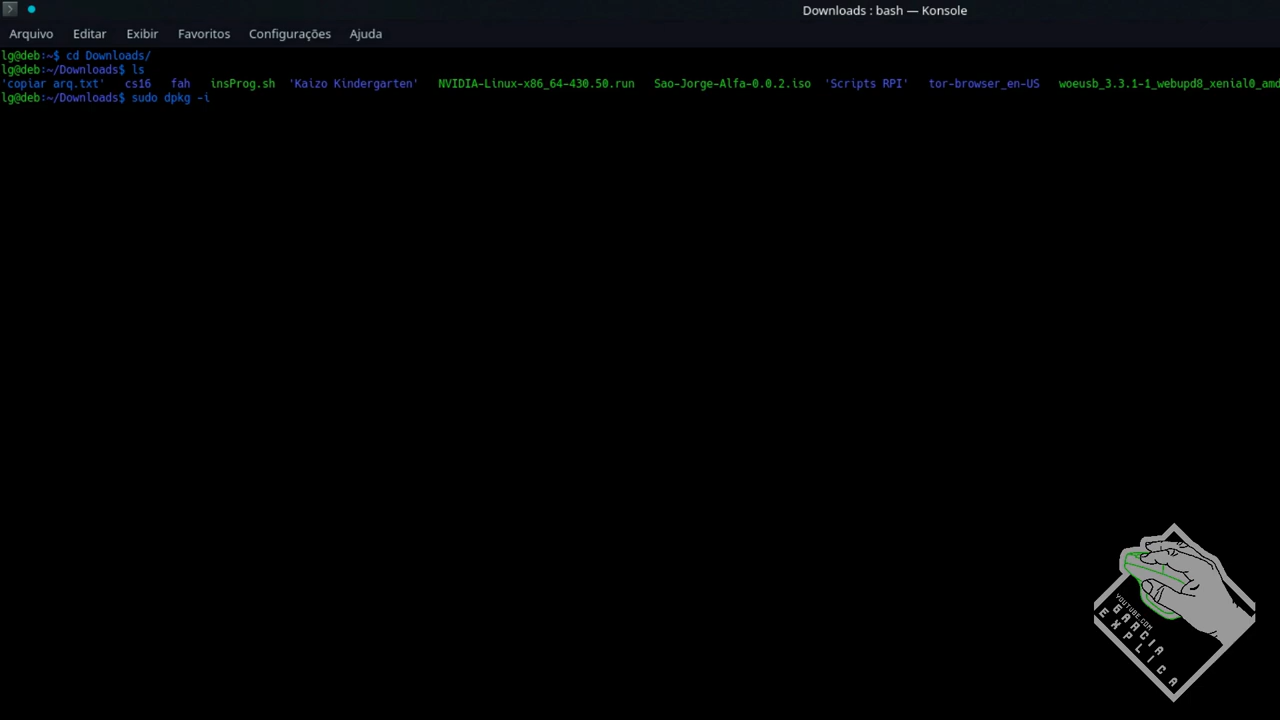 Downloads : bash — Konsole
Arquivo Editar Exibir Favoritos Configurações Ajuda
lg@deb:~$ cd Downloads/
lg@deb:~/Downloads$ ls
'copiar arq.txt' cs16 fah insProg.sh 'Kaizo Kindergarten' NVIDIA-Linux-x86_64-430.50.run Sao-Jorge-Alfa-0.0.2.iso 'Scripts RPI' tor-browser_en-US woeusb_3.3.1-1_webupd8_xenial0_amd
lg@deb:~/Downloads$ sudo dpkg -i
YOUTUBE.COM
GARCIA
EXPLICA